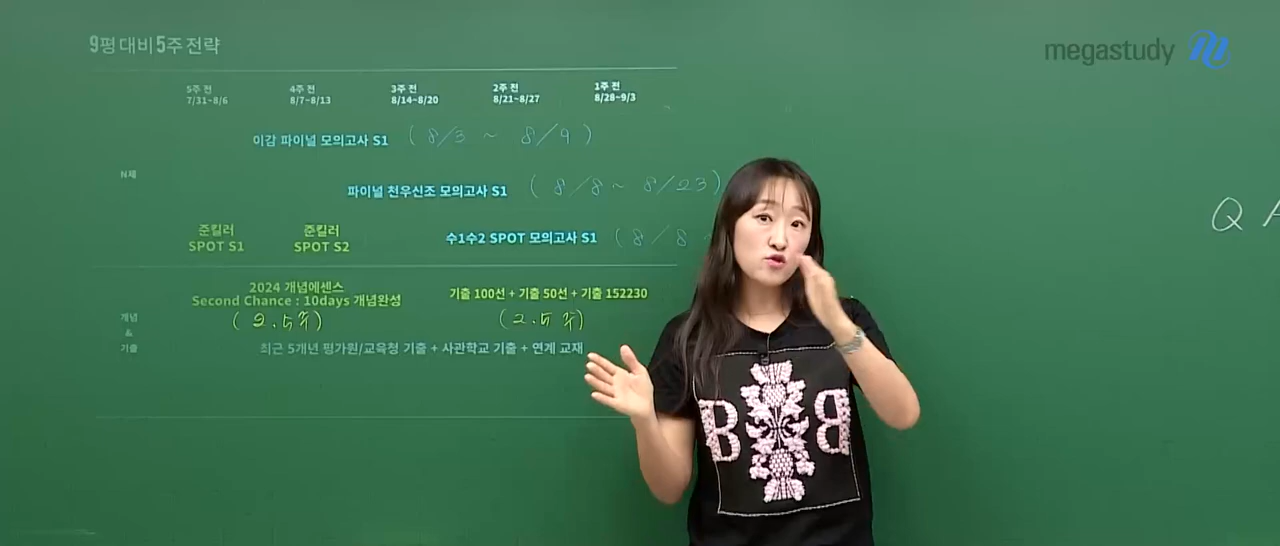 9평 대비 5주 전략
megastudy
5주 전 4주 전 3주 전 2주 전 1주 전
7/31~8/6 8/7~8/13 8/14~8/20 8/21~8/27 8/28~9/3
이감 파이널 모의고사 S1 (8/3 ~ 8/9)
N제
파이널 천우신조 모의고사 S1 (8/8 ~ 8/23)
준킬러 준킬러
SPOT S1 SPOT S2
수1수2 SPOT 모의고사 S1 (8/8
Q
2024 개념에센스
Second Chance : 10days 개념완성
기출 100선 + 기출 50선 + 기출 152230
(2.5주) (2.5주)
개념
&
기출
최근 5개년 평가원/교육청 기출 + 사관학교 기출 + 연계 교재
B B